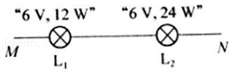 “6 V, 12 W” “6 V, 24 W”
M N
L₁ L₂